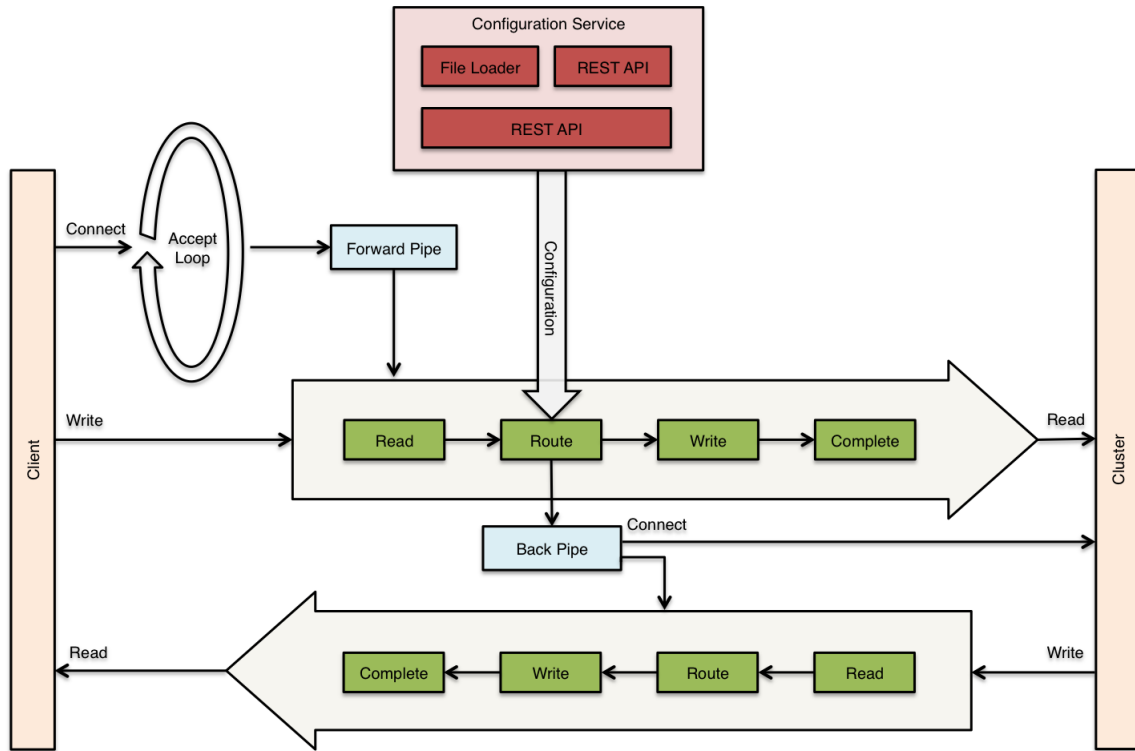 Configuration Service
File Loader
REST API
REST API
Connect
Accept
Loop
Forward Pipe
Configuration
Client
Write
Read
Route
Write
Complete
Read
Cluster
Back Pipe
Connect
Read
Complete
Write
Route
Read
Write